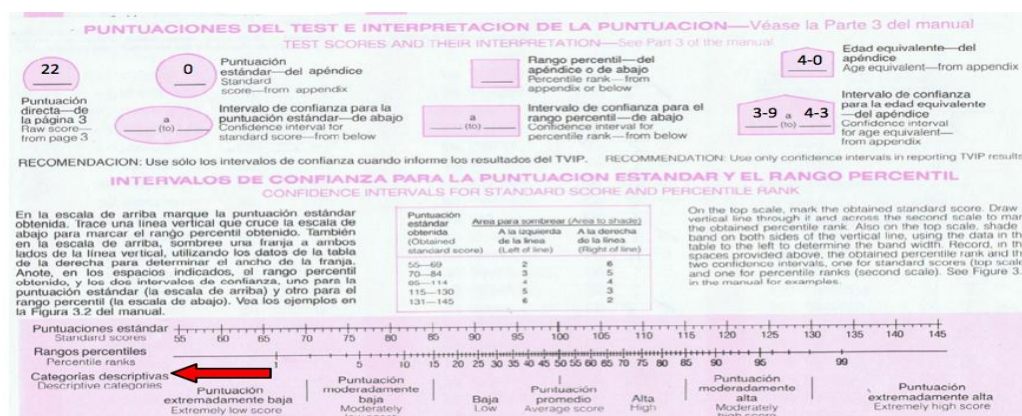 PUNTUACIONES DEL TEST E INTERPRETACION DE LA PUNTUACION—Véase la Parte 3 del manual
TEST SCORES AND THEIR INTERPRETATION—See Part 3 of the manual
22
Puntuación directa—de la página 3
Raw score—from page 3
0
Puntuación estándar—del apéndice
Standard score—from appendix
Rango percentil—del apéndice o de abajo
Percentile rank—from appendix or below
4-0
Edad equivalente—del apéndice
Age equivalent—from appendix
a
(to)
Intervalo de confianza para la puntuación estándar—de abajo
Confidence interval for standard score—from below
a
(to)
Intervalo de confianza para el rango percentil—de abajo
Confidence interval for percentile rank—from below
3-9 a 4-3
(to)
Intervalo de confianza para la edad equivalente—del apéndice
Confidence interval for age equivalent—from appendix
RECOMENDACION: Use sólo los intervalos de confianza cuando informe los resultados del TVIP. RECOMMENDATION: Use only confidence intervals in reporting TVIP results
INTERVALOS DE CONFIANZA PARA LA PUNTUACION ESTANDAR Y EL RANGO PERCENTIL
CONFIDENCE INTERVALS FOR STANDARD SCORE AND PERCENTILE RANK
En la escala de arriba marque la puntuación estándar
obtenida. Trace una línea vertical que cruce la escala de
abajo para marcar el rango percentil obtenido. También
en la escala de arriba, sombree una franja a ambos
lados de la línea vertical, utilizando los datos de la tabla
de la derecha para determinar el ancho de la franja.
Anote, en los espacios indicados, el rango percentil
obtenido, y los dos intervalos de confianza, uno para la
puntuación estándar (la escala de arriba) y otro para el
rango percentil (la escala de abajo). Vea los ejemplos en
la Figura 3.2 del manual.
Puntuación estándar obtenida
(Obtained standard score)
Area para sombrear (Area to shade)
A la izquierda de la línea
(Left of line)
A la derecha de la línea
(Right of line)
55—69 2 6
70—84 3 5
85—114 4 4
115—130 5 3
131—145 6 2
On the top scale, mark the obtained standard score. Draw
vertical line through it and across the second scale to mar
the obtained percentile rank. Also on the top scale, shade
band on both sides of the vertical line, using the data in th
table to the left to determine the band width. Record, in th
spaces provided above, the obtained percentile rank and th
two confidence intervals, one for standard scores (top scale
and one for percentile ranks (second scale). See Figure 3.
in the manual for examples.
Puntuaciones estándar
Standard scores
55 60 65 70 75 80 85 90 95 100 105 110 115 120 125 130 135 140 145
Rangos percentiles
Percentile ranks
1 5 10 15 20 25 30 35 40 45 50 55 60 65 70 75 80 85 90 95 99
Categorías descriptivas
Descriptive categories
Puntuación extremadamente baja
Extremely low score
Puntuación moderadamente baja
Moderately
Baja
Low
Puntuación promedio
Average score
Alta
High
Puntuación moderadamente alta
Moderately
Puntuación extremadamente alta
Extremely high score